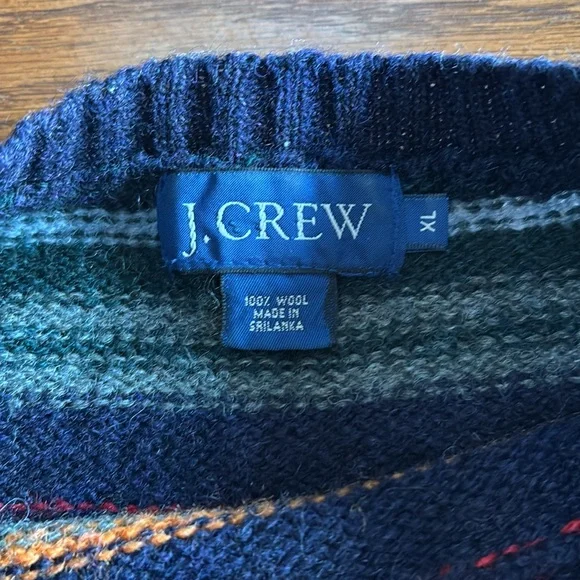 J.CREW
XL
100% WOOL
MADE IN
SRILANKA